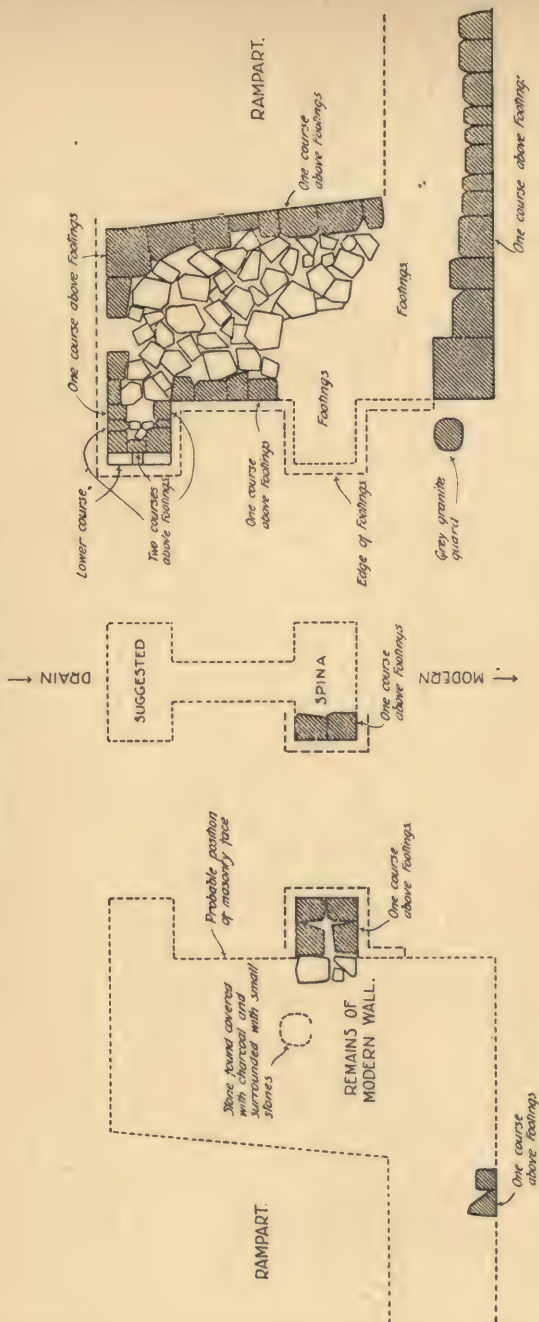 Lower course.
Two courses
above Footings
One course above Footings
RAMPART.
One course
above Footings
One course
above Footings
Footings
Footings.
Edge of Footings
Grey granite
guard
One course above Footings
DRAIN
SUGGESTED
SPINA
One course
above Footings
MODERN
Probable position
of masonry face
Stone found covered
with charcoal and
surrounded with small
stones
REMAINS OF
MODERN WALL.
One course
above Footings
RAMPART.
One course
above Footings